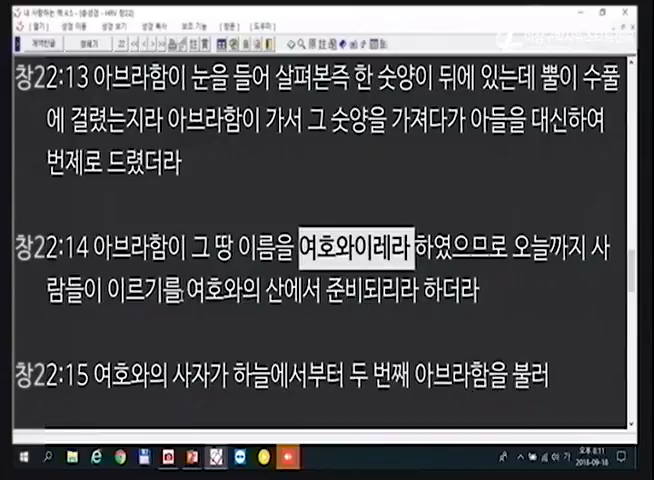 창22:13 아브라함이 눈을 들어 살펴본즉 한 숫양이 뒤에 있는데 뿔이 수풀
에 걸렸는지라 아브라함이 가서 그 숫양을 가져다가 아들을 대신하여
번제로 드렸더라
창22:14 아브라함이 그 땅 이름을 여호와이레라 하였으므로 오늘까지 사
람들이 이르기를 여호와의 산에서 준비되리라 하더라
창22:15 여호와의 사자가 하늘에서부터 두 번째 아브라함을 불러
오후 8:11
2018-09-18